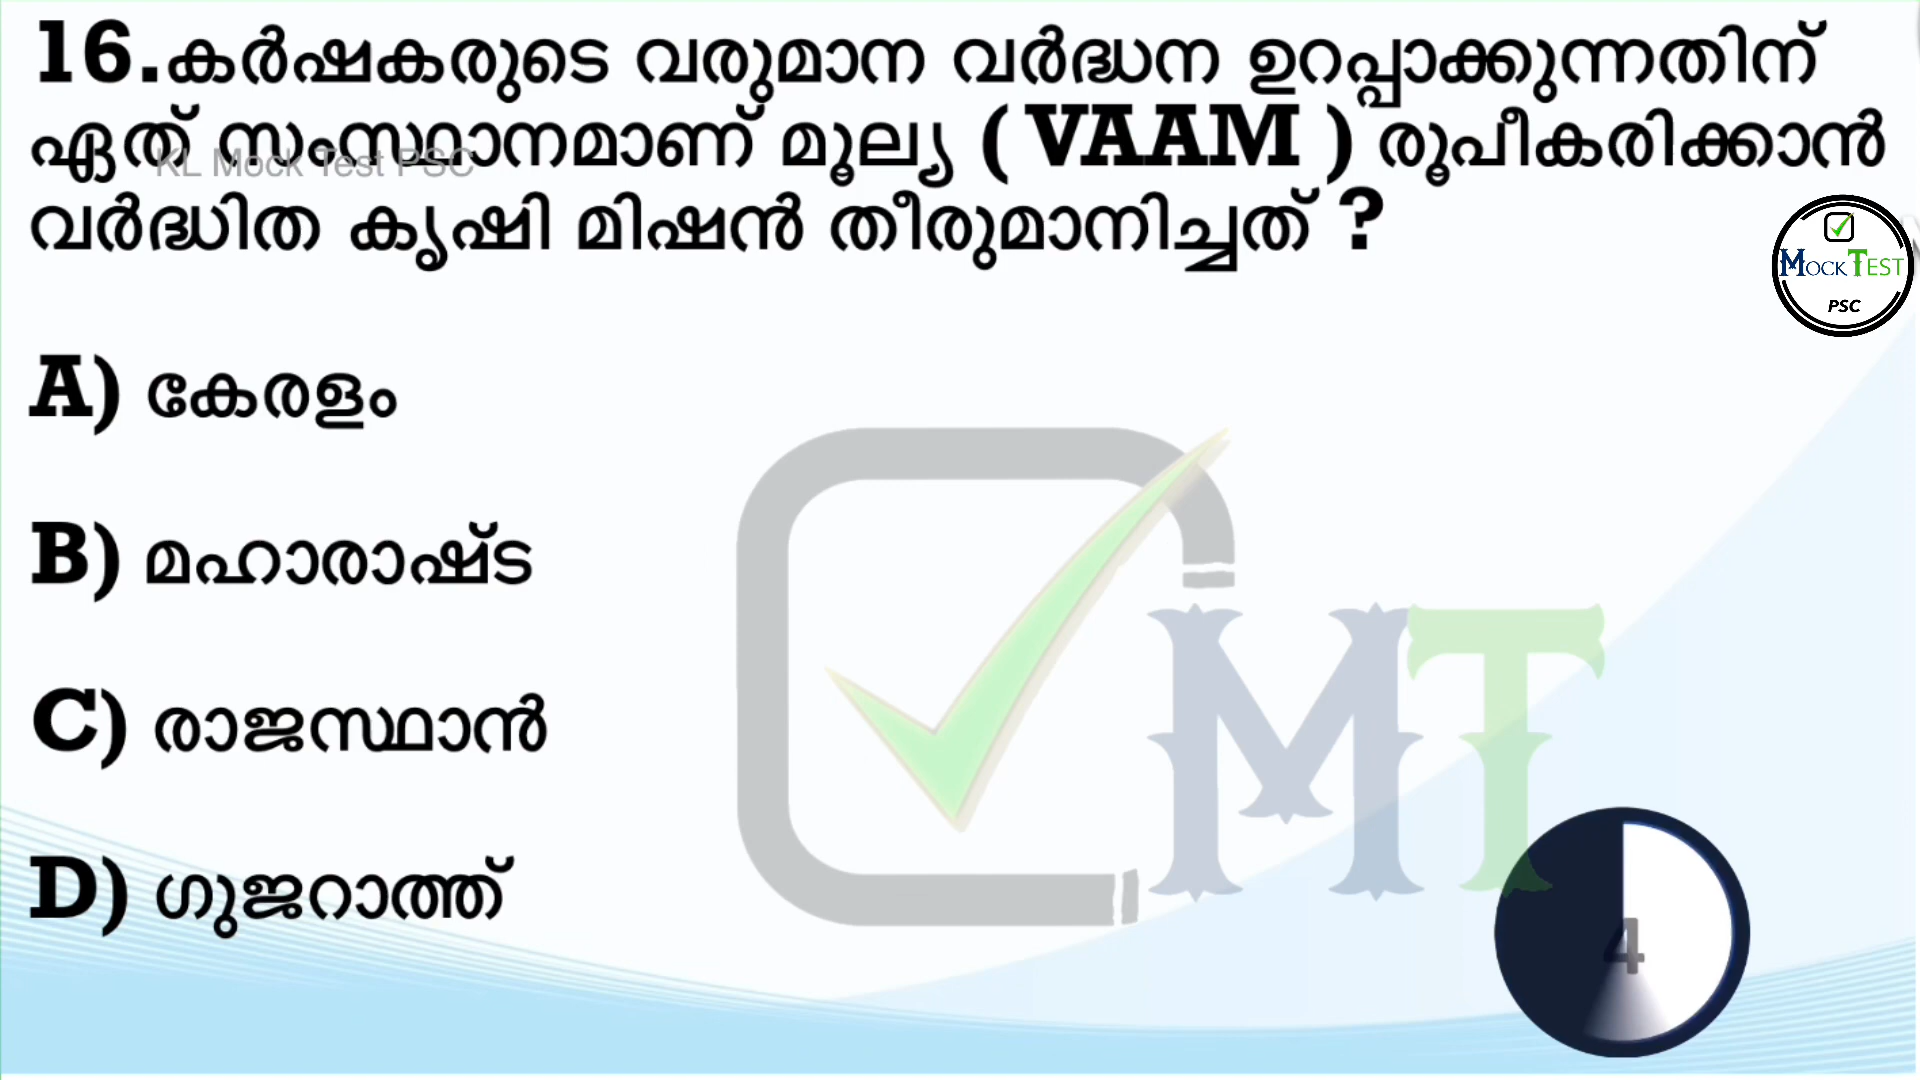 16.കർഷകരുടെ വരുമാന വർദ്ധന ഉറപ്പാക്കുന്നതിന്
ഏത് സംസ്ഥാനമാണ് മൂല്യ ( VAAM ) രൂപീകരിക്കാൻ
KL Mock Test PSC
വർദ്ധിത കൃഷി മിഷൻ തീരുമാനിച്ചത് ?
MOCK TEST
PSC
A) കേരളം
B) മഹാരാഷ്ട
C) രാജസ്ഥാൻ
D) ഗുജറാത്ത്
MT
4